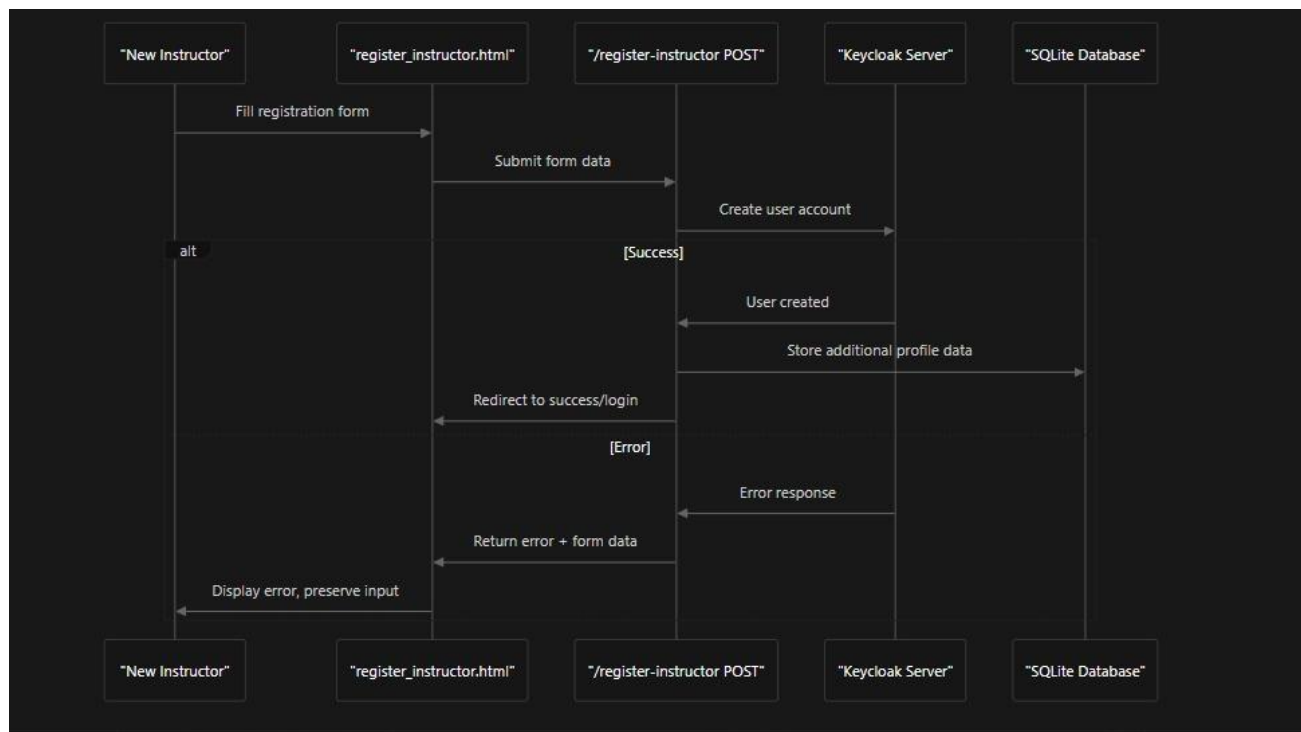 "New Instructor" "register_instructor.html" "/register-instructor POST" "Keycloak Server" "SQLite Database"
Fill registration form
Submit form data
Create user account
alt [Success]
User created
Store additional profile data
Redirect to success/login
[Error]
Error response
Return error + form data
Display error, preserve input
"New Instructor" "register_instructor.html" "/register-instructor POST" "Keycloak Server" "SQLite Database"